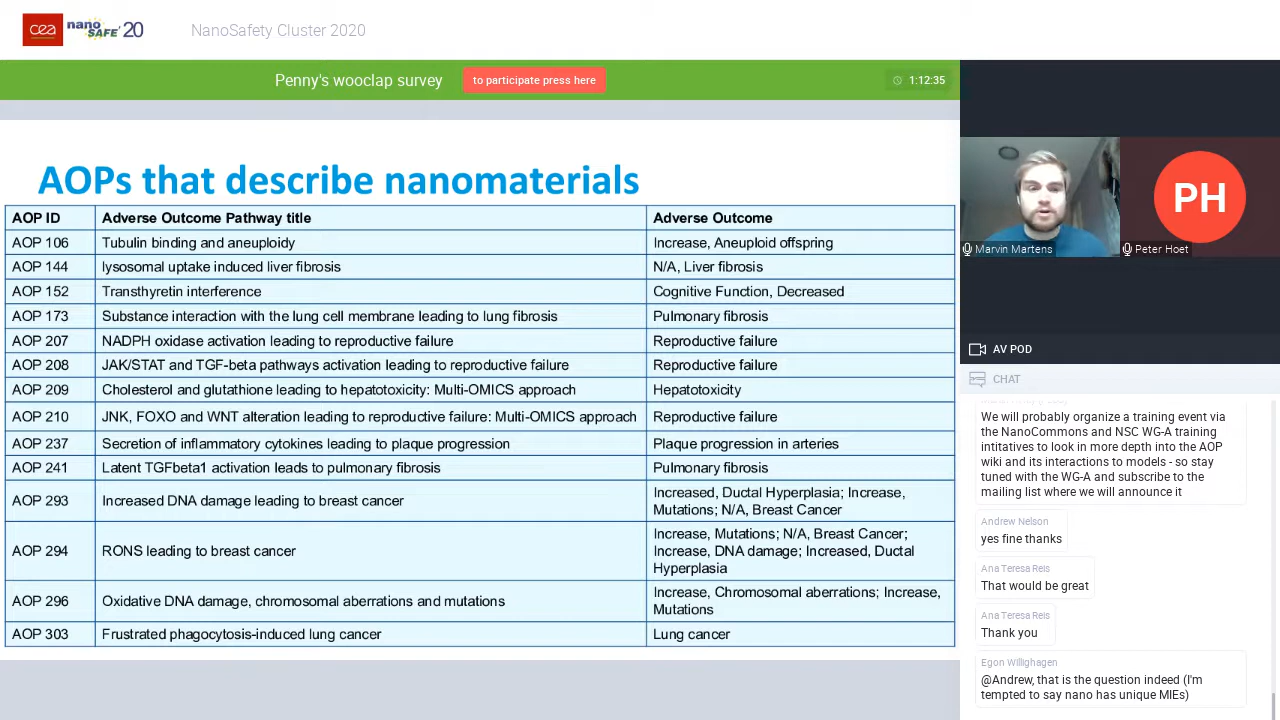 cea nano SAFE'20
NanoSafety Cluster 2020
Penny's wooclap survey
to participate press here
1:12:35
AOPs that describe nanomaterials
AOP ID Adverse Outcome Pathway title Adverse Outcome
AOP 106 Tubulin binding and aneuploidy Increase, Aneuploid offspring
AOP 144 lysosomal uptake induced liver fibrosis N/A, Liver fibrosis
AOP 152 Transthyretin interference Cognitive Function, Decreased
AOP 173 Substance interaction with the lung cell membrane leading to lung fibrosis Pulmonary fibrosis
AOP 207 NADPH oxidase activation leading to reproductive failure Reproductive failure
AOP 208 JAK/STAT and TGF-beta pathways activation leading to reproductive failure Reproductive failure
AOP 209 Cholesterol and glutathione leading to hepatotoxicity: Multi-OMICS approach Hepatotoxicity
AOP 210 JNK, FOXO and WNT alteration leading to reproductive failure: Multi-OMICS approach Reproductive failure
AOP 237 Secretion of inflammatory cytokines leading to plaque progression Plaque progression in arteries
AOP 241 Latent TGFbeta1 activation leads to pulmonary fibrosis Pulmonary fibrosis
AOP 293 Increased DNA damage leading to breast cancer Increased, Ductal Hyperplasia; Increase,
Mutations; N/A, Breast Cancer
AOP 294 RONS leading to breast cancer Increase, Mutations; N/A, Breast Cancer;
Increase, DNA damage; Increased, Ductal
Hyperplasia
AOP 296 Oxidative DNA damage, chromosomal aberrations and mutations Increase, Chromosomal aberrations; Increase,
Mutations
AOP 303 Frustrated phagocytosis-induced lung cancer Lung cancer
PH
Marvin Martens
Peter Hoet
AV POD
CHAT
We will probably organize a training event via
the NanoCommons and NSC WG-A training
intitatives to look in more depth into the AOP
wiki and its interactions to models - so stay
tuned with the WG-A and subscribe to the
mailing list where we will announce it
Andrew Nelson
yes fine thanks
Ana Teresa Reis
That would be great
Ana Teresa Reis
Thank you
Egon Willighagen
@Andrew, that is the question indeed (I'm
tempted to say nano has unique MIEs)